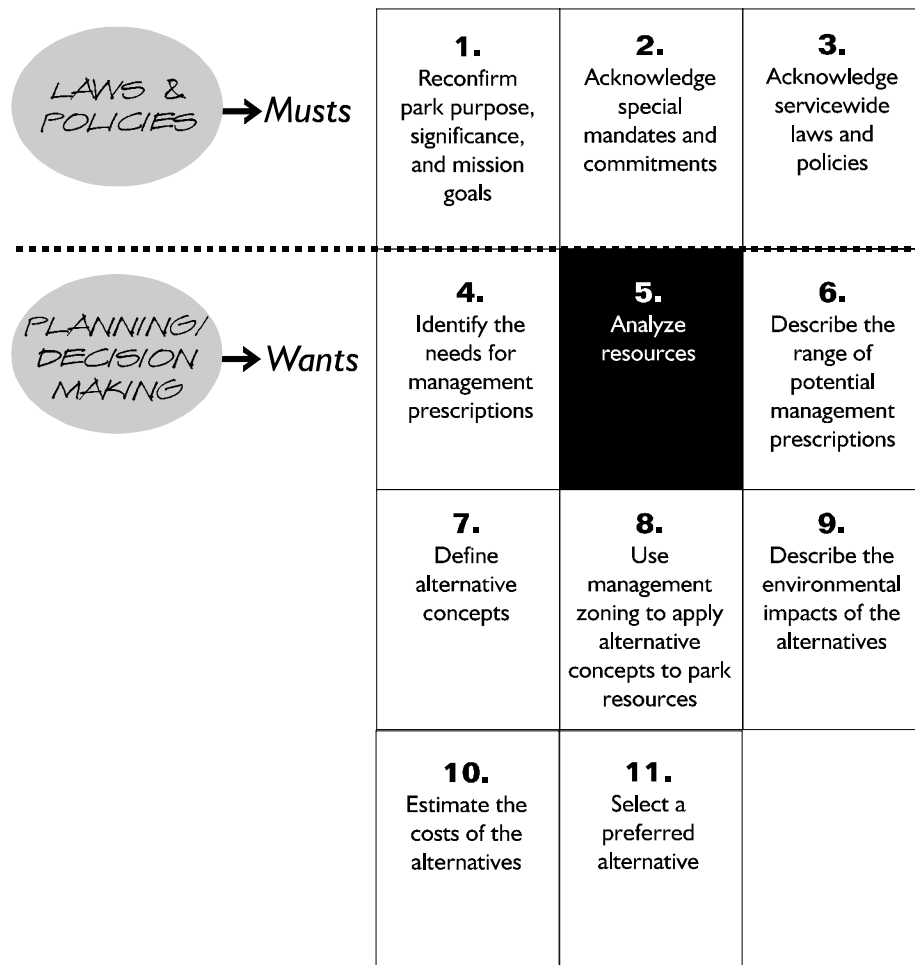 LAWS &
POLICIES
Musts
1.
Reconfirm
park purpose,
significance,
and mission
goals
2.
Acknowledge
special
mandates and
commitments
3.
Acknowledge
servicewide
laws and
policies
PLANNING/
DECISION
MAKING
Wants
4.
Identify the
needs for
management
prescriptions
5.
Analyze
resources
6.
Describe the
range of
potential
management
prescriptions
7.
Define
alternative
concepts
8.
Use
management
zoning to apply
alternative
concepts to park
resources
9.
Describe the
environmental
impacts of the
alternatives
10.
Estimate the
costs of the
alternatives
11.
Select a
preferred
alternative